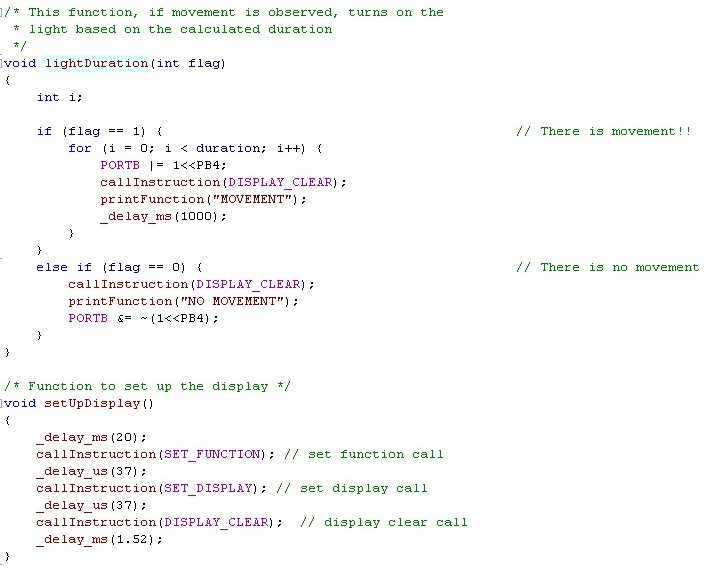 /* This function, if movement is observed, turns on the
 * light based on the calculated duration
 */
void lightDuration(int flag)
{
    int i;

    if (flag == 1) {                                            // There is movement!!
        for (i = 0; i < duration; i++) {
            PORTB |= 1<<PB4;
            callInstruction(DISPLAY_CLEAR);
            printFunction("MOVEMENT");
            _delay_ms(1000);
        }
    }
    else if (flag == 0) {                                       // There is no movement
        callInstruction(DISPLAY_CLEAR);
        printFunction("NO MOVEMENT");
        PORTB &= ~(1<<PB4);
    }
}

/* Function to set up the display */
void setUpDisplay()
{
    _delay_ms(20);
    callInstruction(SET_FUNCTION); // set function call
    _delay_us(37);
    callInstruction(SET_DISPLAY); // set display call
    _delay_us(37);
    callInstruction(DISPLAY_CLEAR);  // display clear call
    _delay_ms(1.52);
}